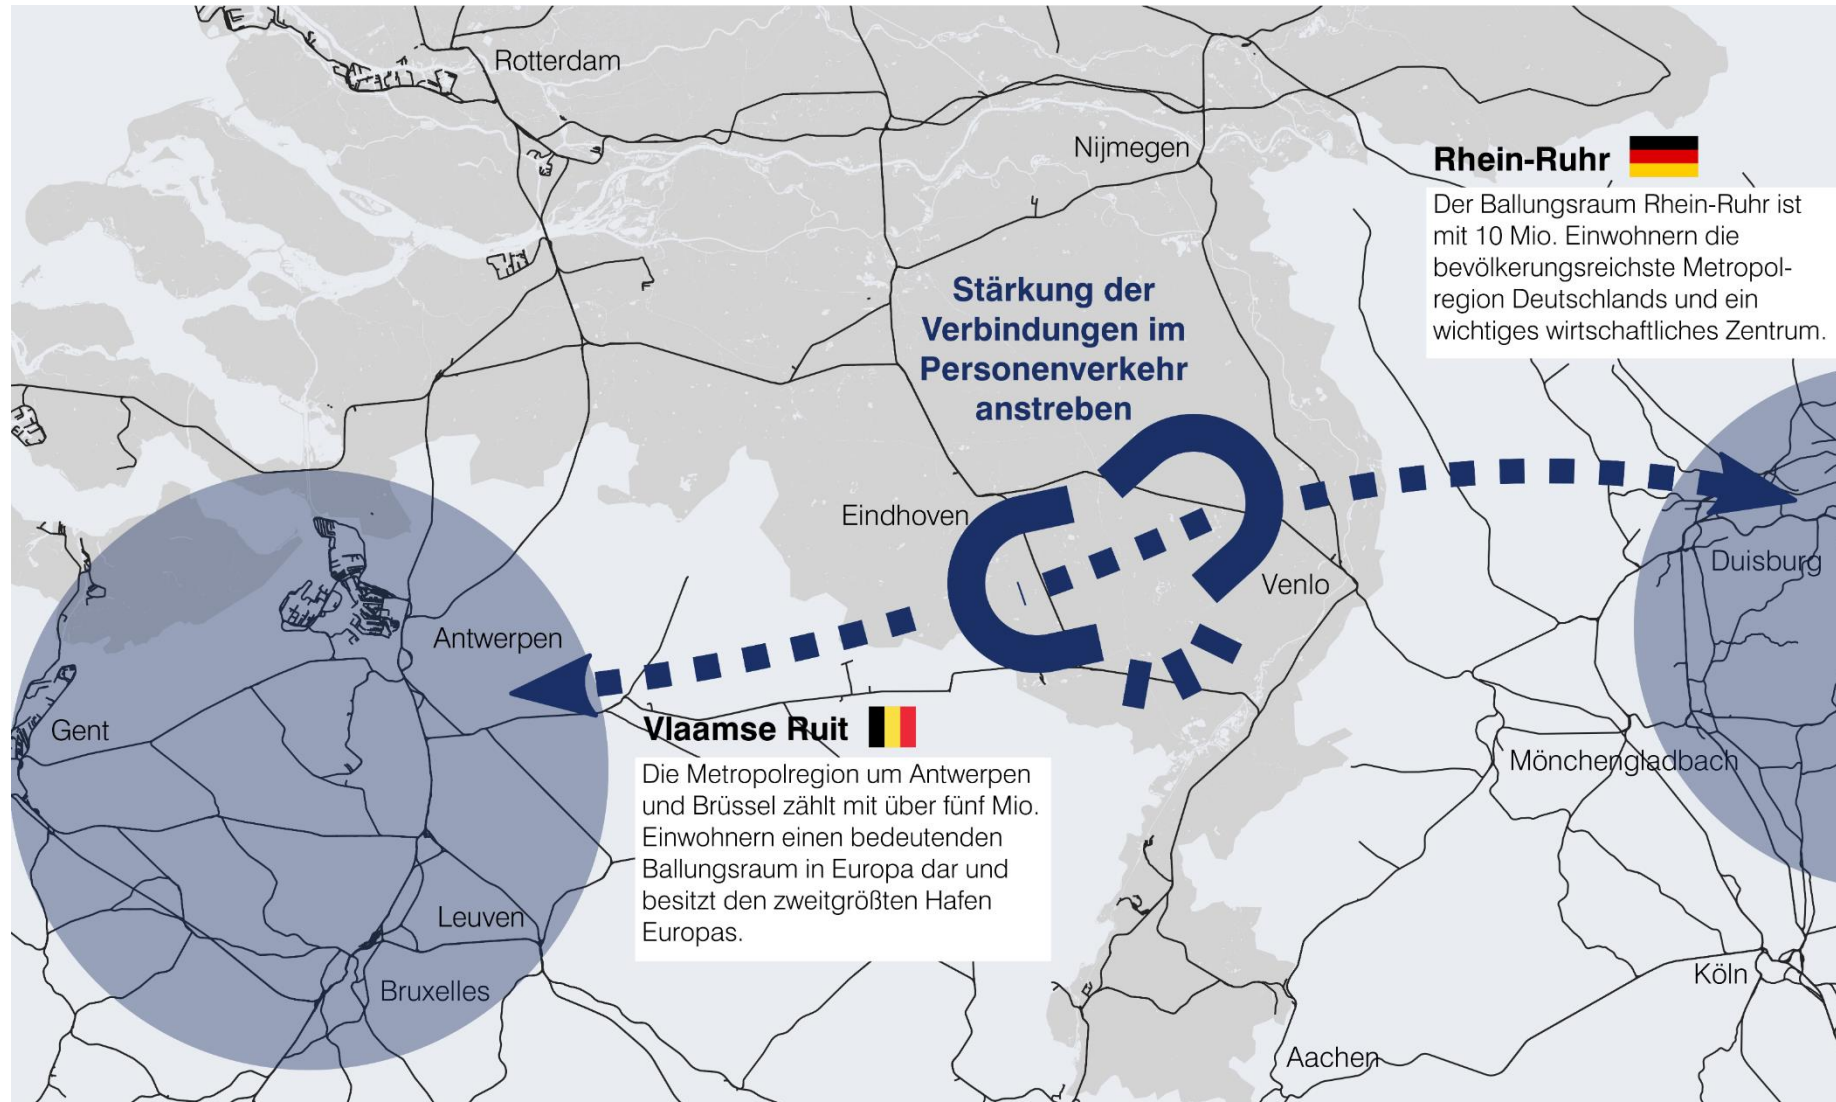 Rotterdam
Nijmegen
Rhein-Ruhr
Der Ballungsraum Rhein-Ruhr ist
mit 10 Mio. Einwohnern die
bevölkerungsreichste Metropol-
region Deutschlands und ein
wichtiges wirtschaftliches Zentrum.
Stärkung der
Verbindungen im
Personenverkehr
anstreben
Eindhoven
Venlo
Duisburg
Antwerpen
Gent
Vlaamse Ruit
Die Metropolregion um Antwerpen
und Brüssel zählt mit über fünf Mio.
Einwohnern einen bedeutenden
Ballungsraum in Europa dar und
besitzt den zweitgrößten Hafen
Europas.
Mönchengladbach
Leuven
Bruxelles
Köln
Aachen